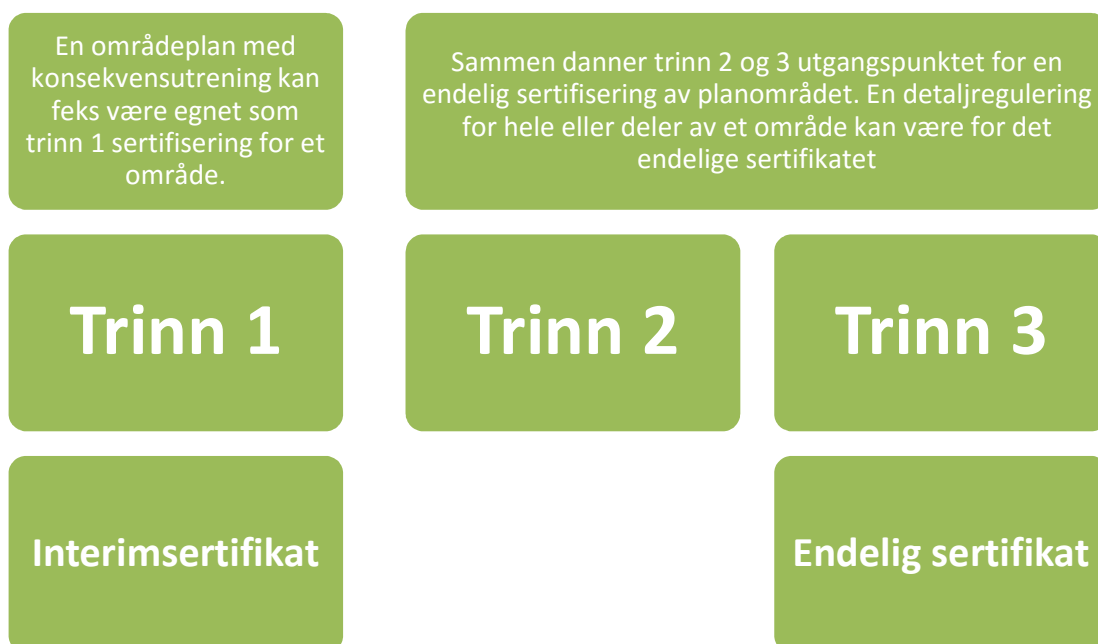 En områdeplan med
konsekvensutrening kan
feks være egnet som
trinn 1 sertifisering for et
område.
Sammen danner trinn 2 og 3 utgangspunktet for en
endelig sertifisering av planområdet. En detaljregulering
for hele eller deler av et område kan være for det
endelige sertifikatet
Trinn 1
Trinn 2
Trinn 3
Interimsertifikat
Endelig sertifikat